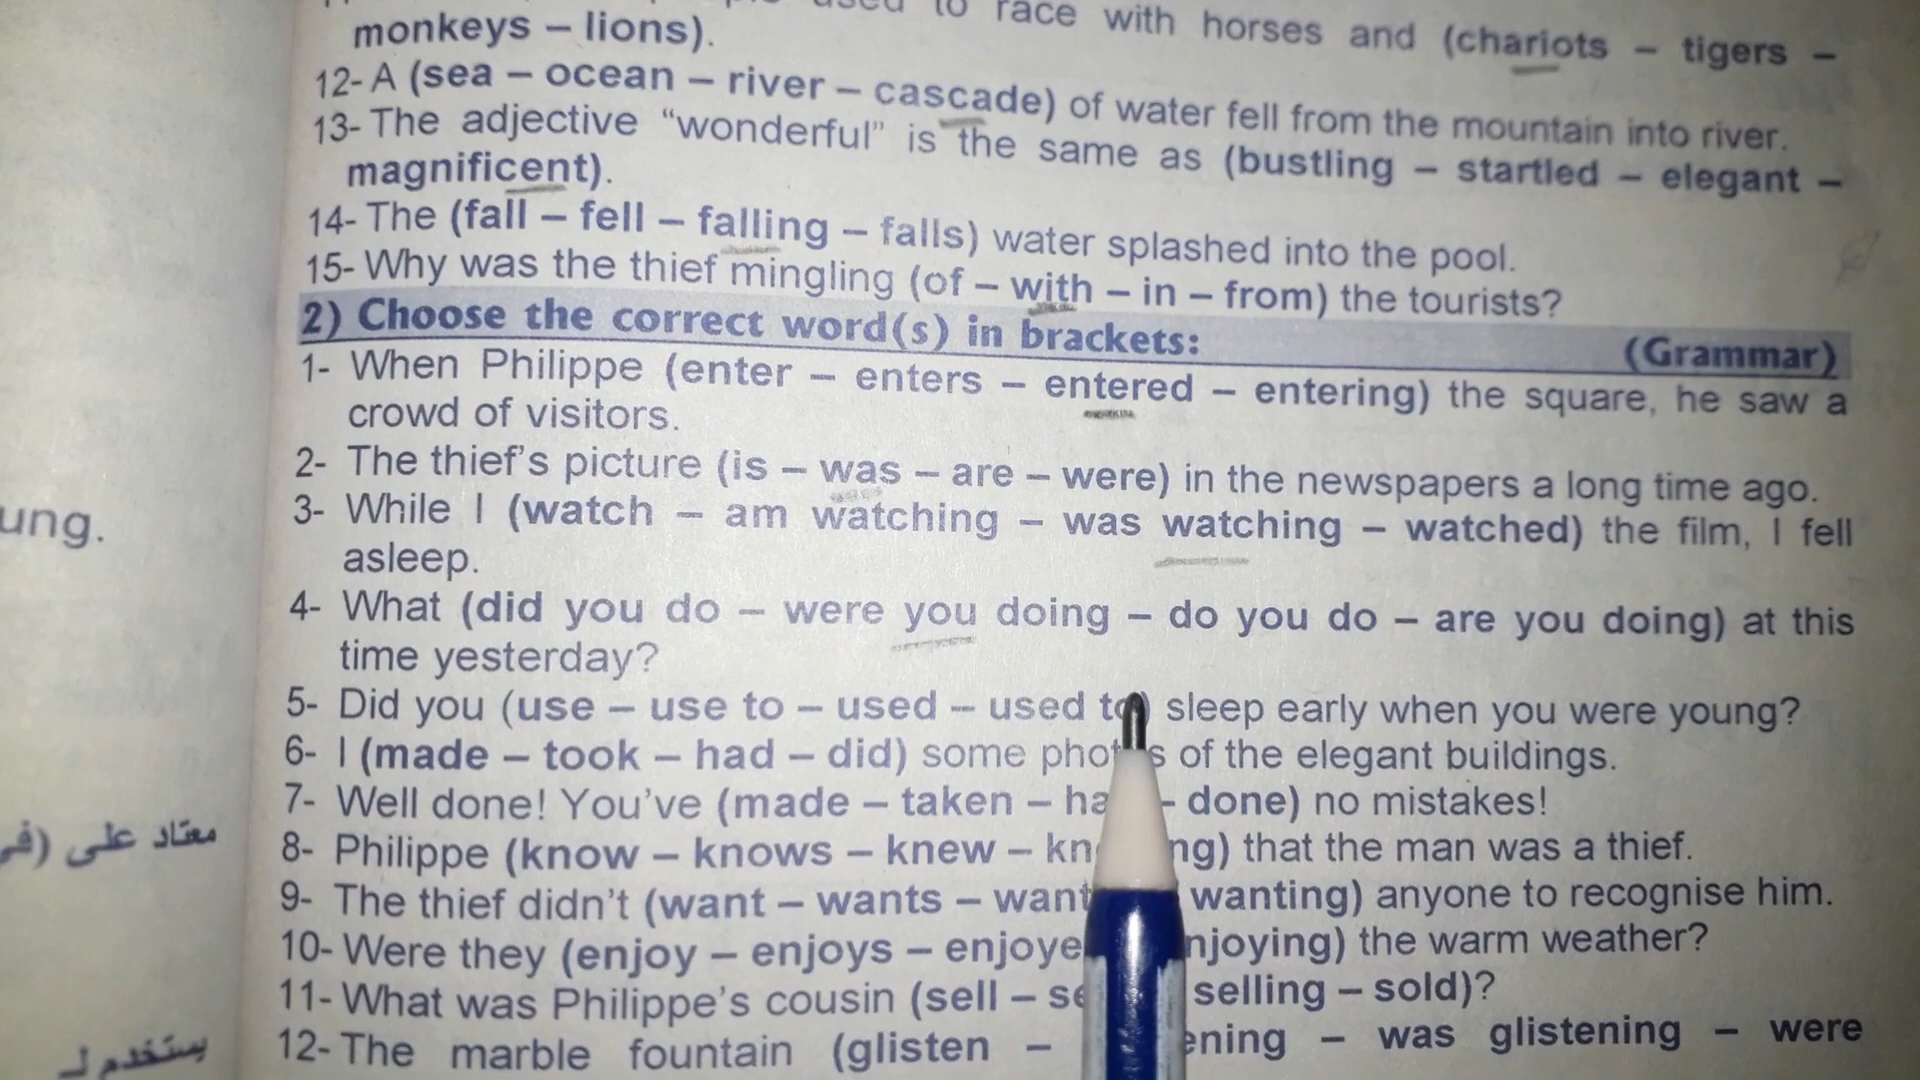 used to race with horses and (chariots – tigers –
monkeys – lions).
12- A (sea – ocean – river – cascade) of water fell from the mountain into river.
13- The adjective “wonderful” is the same as (bustling – startled – elegant –
magnificent).
14- The (fall – fell – falling – falls) water splashed into the pool.
15- Why was the thief mingling (of – with – in – from) the tourists?
2) Choose the correct word(s) in brackets: (Grammar)
1- When Philippe (enter – enters – entered – entering) the square, he saw a
crowd of visitors.
2- The thief’s picture (is – was – are – were) in the newspapers a long time ago.
3- While I (watch – am watching – was watching – watched) the film, I fell
asleep.
4- What (did you do – were you doing – do you do – are you doing) at this
time yesterday?
5- Did you (use – use to – used – used to) sleep early when you were young?
6- I (made – took – had – did) some photos of the elegant buildings.
7- Well done! You’ve (made – taken – – done) no mistakes!
8- Philippe (know – knows – knew – ) that the man was a thief.
9- The thief didn’t (want – wants – wanting) anyone to recognise him.
10- Were they (enjoy – enjoys – ) the warm weather?
11- What was Philippe’s cousin (sell – selling – sold)?
12- The marble fountain (glisten – – was glistening – were
ung.
معتاد على (فى
يستخدم لـ